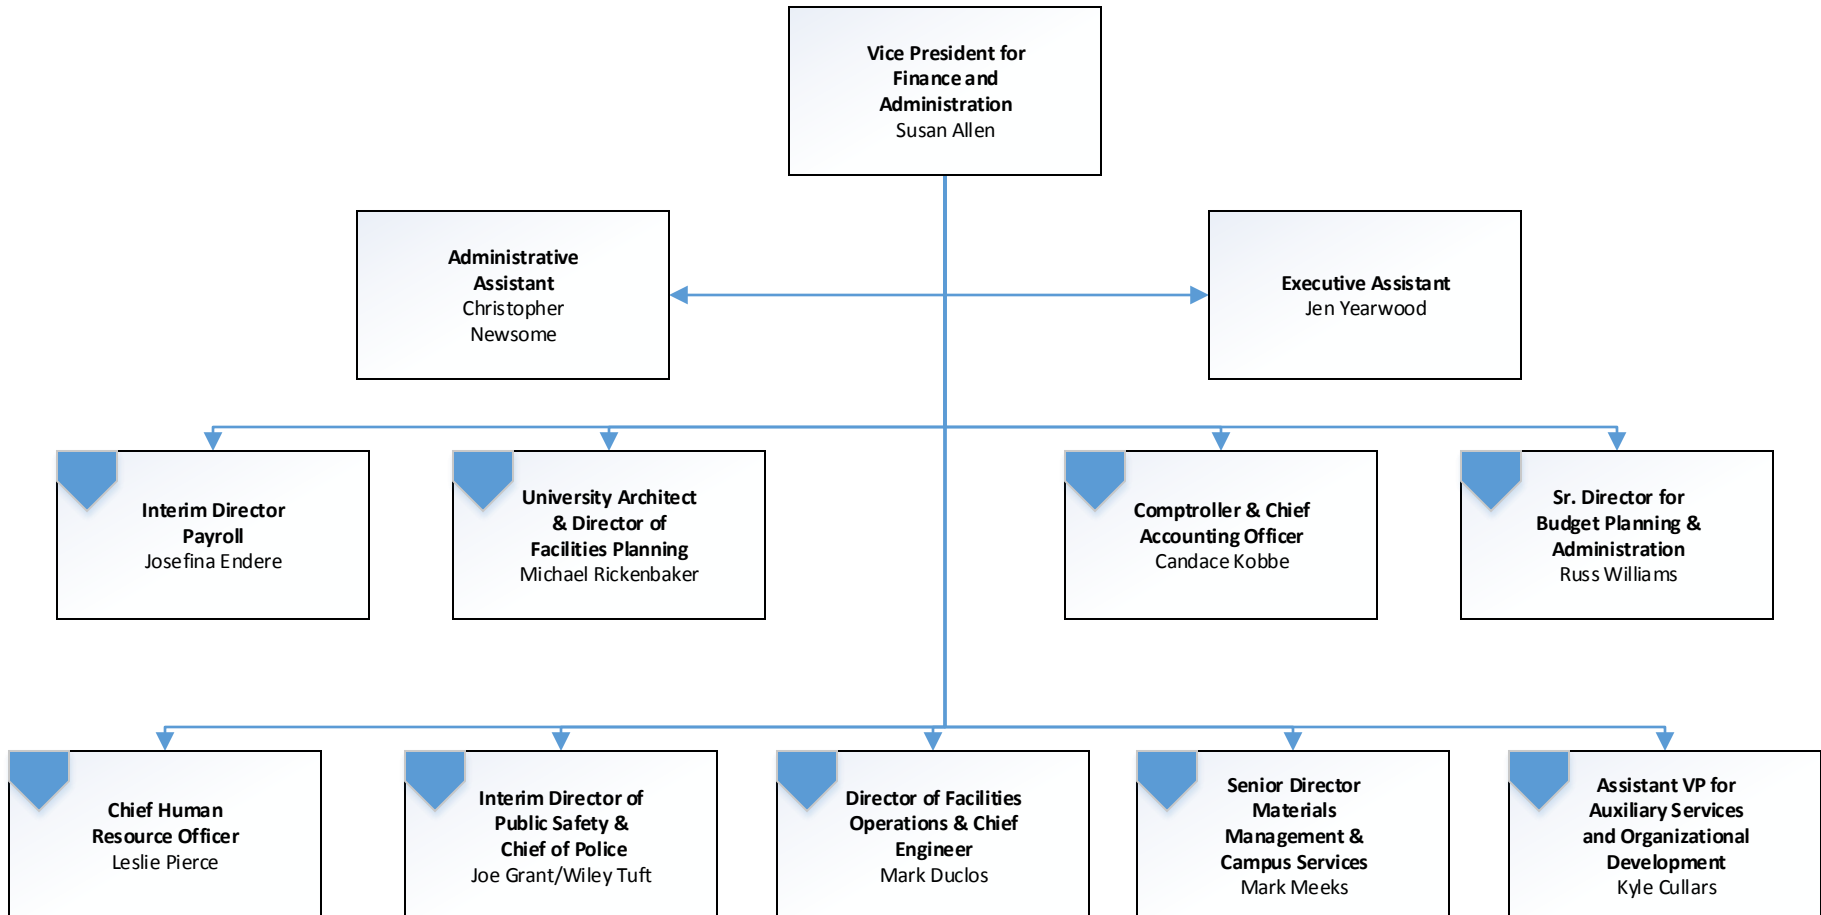 Vice President for
Finance and
Administration
Susan Allen
Administrative
Assistant
Christopher
Newsome
Executive Assistant
Jen Yearwood
Interim Director
Payroll
Josefina Endere
University Architect
& Director of
Facilities Planning
Michael Rickenbaker
Comptroller & Chief
Accounting Officer
Candace Kobbe
Sr. Director for
Budget Planning &
Administration
Russ Williams
Chief Human
Resource Officer
Leslie Pierce
Interim Director of
Public Safety &
Chief of Police
Joe Grant/Wiley Tuft
Director of Facilities
Operations & Chief
Engineer
Mark Duclos
Senior Director
Materials
Management &
Campus Services
Mark Meeks
Assistant VP for
Auxiliary Services
and Organizational
Development
Kyle Cullars